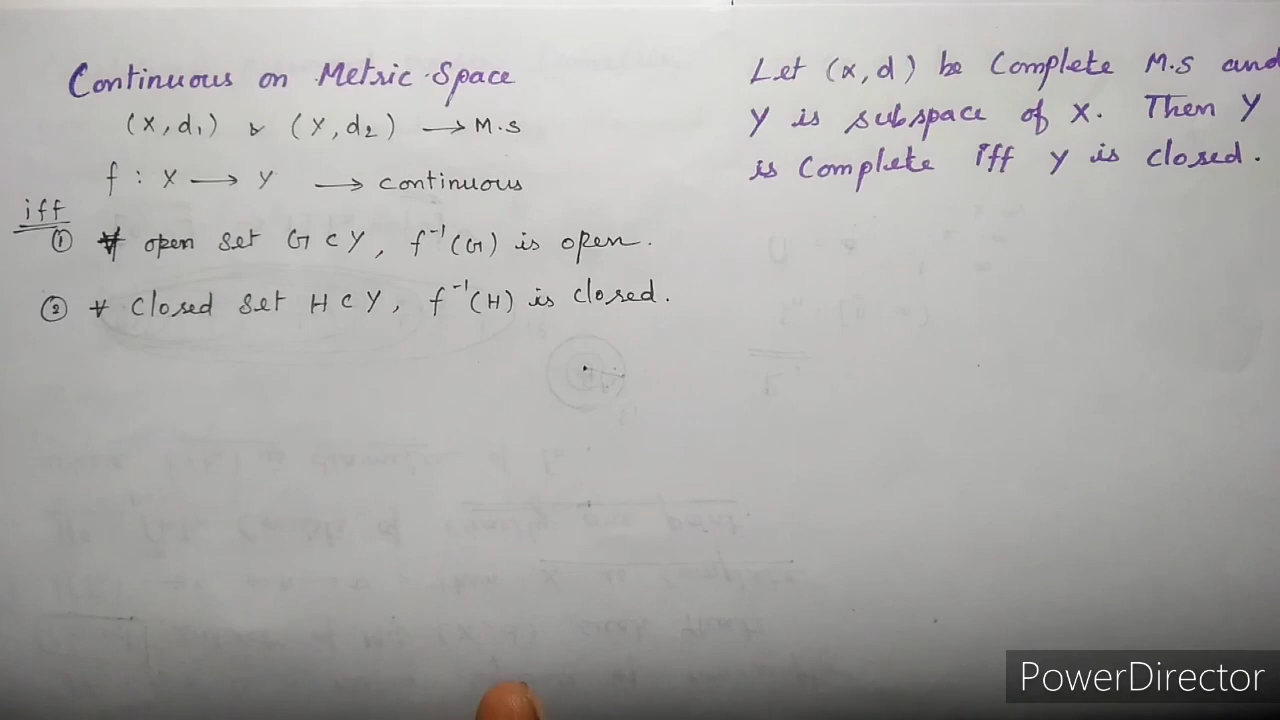 Continuous on Metric Space
(X, d₁) & (Y, d₂) → M.S
f : X → Y → continuous
iff
① ∀ open set G ⊂ Y, f⁻¹(G) is open.
② ∀ closed set H ⊂ Y, f⁻¹(H) is closed.
Let (X, d) be Complete M.S and
Y is subspace of X. Then Y
is Complete iff Y is closed.
PowerDirector